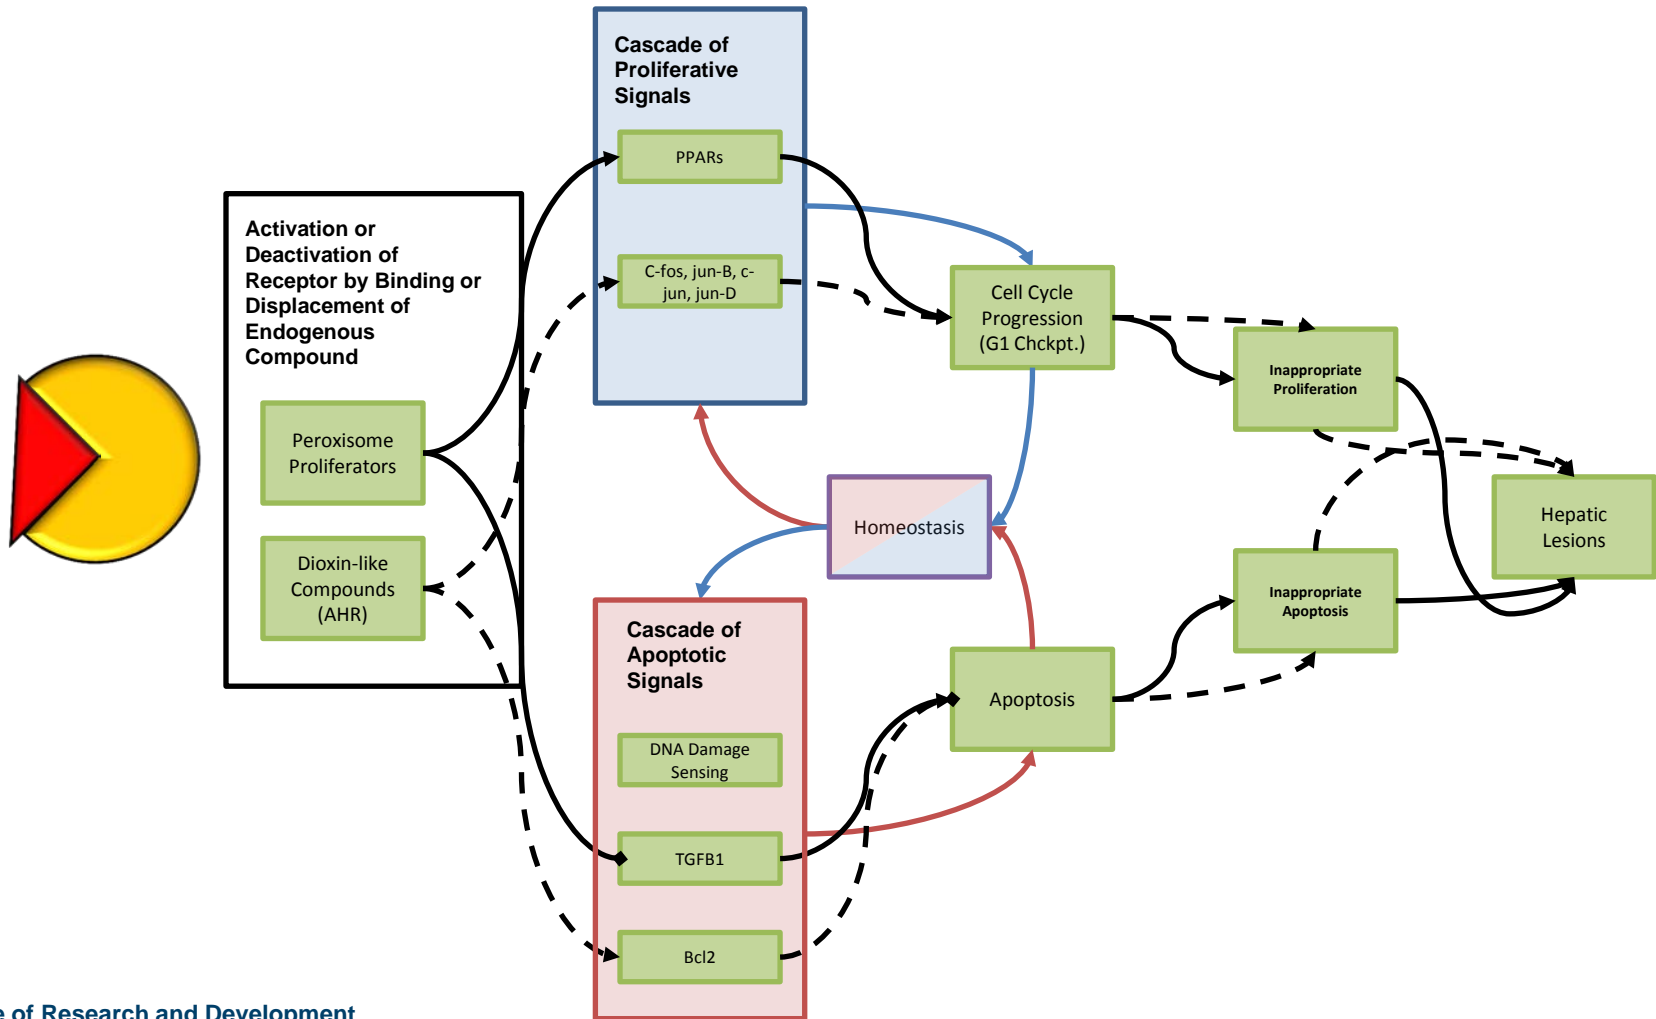 Cascade of
Proliferative
Signals
PPARs
C-fos, jun-B, c-
jun, jun-D
Activation or
Deactivation of
Receptor by Binding or
Displacement of
Endogenous
Compound
Peroxisome
Proliferators
Dioxin-like
Compounds
(AHR)
Cell Cycle
Progression
(G1 Chckpt.)
Inappropriate
Proliferation
Homeostasis
Hepatic
Lesions
Inappropriate
Apoptosis
Cascade of
Apoptotic
Signals
DNA Damage
Sensing
TGFB1
Bcl2
Apoptosis
of Research and Development